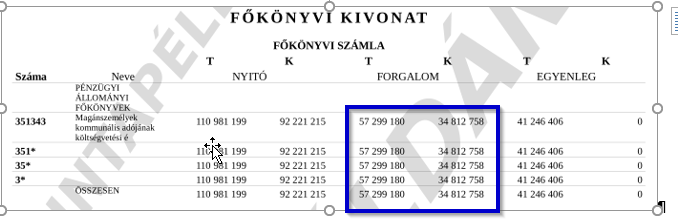 FŐKÖNYVI KIVONAT
FŐKÖNYVI SZÁMLA
T K T K T K
Száma Neve NYITÓ FORGALOM EGYENLEG
PÉNZÜGYI
ÁLLOMÁNYI
FŐKÖNYVEK
351343 Magánszemélyek 110 981 199 92 221 215 57 299 180 34 812 758 41 246 406 0
kommunális adójának
költségvetési é
351* 981 199 92 221 215 57 299 180 34 812 758 41 246 406 0
35* 110 981 199 92 221 215 57 299 180 34 812 758 41 246 406 0
3* 110 981 199 92 221 215 57 299 180 34 812 758 41 246 406 0
ÖSSZESEN 110 981 199 92 221 215 57 299 180 34 812 758 41 246 406 0
¶